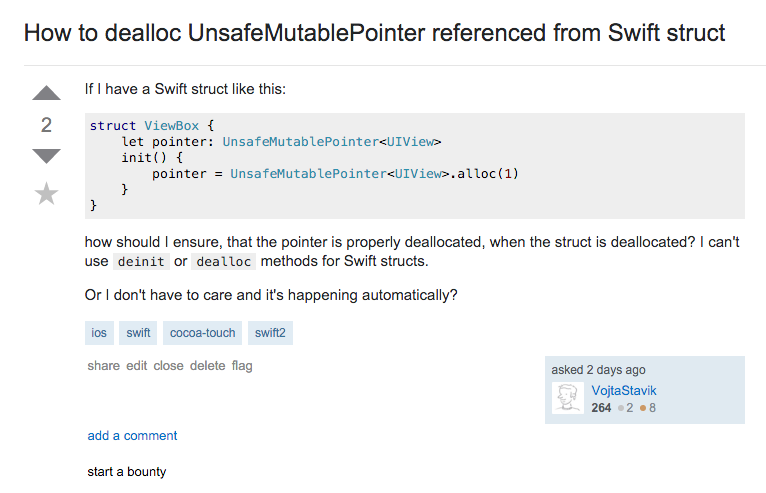 How to dealloc UnsafeMutablePointer referenced from Swift struct
If I have a Swift struct like this:
2
struct ViewBox {
    let pointer: UnsafeMutablePointer<UIView>
    init() {
        pointer = UnsafeMutablePointer<UIView>.alloc(1)
    }
}
how should I ensure, that the pointer is properly deallocated, when the struct is deallocated? I can't
use deinit or dealloc methods for Swift structs.
Or I don't have to care and it's happening automatically?
ios swift cocoa-touch swift2
share edit close delete flag
asked 2 days ago
VojtaStavik
264 ●2 ●8
add a comment
start a bounty